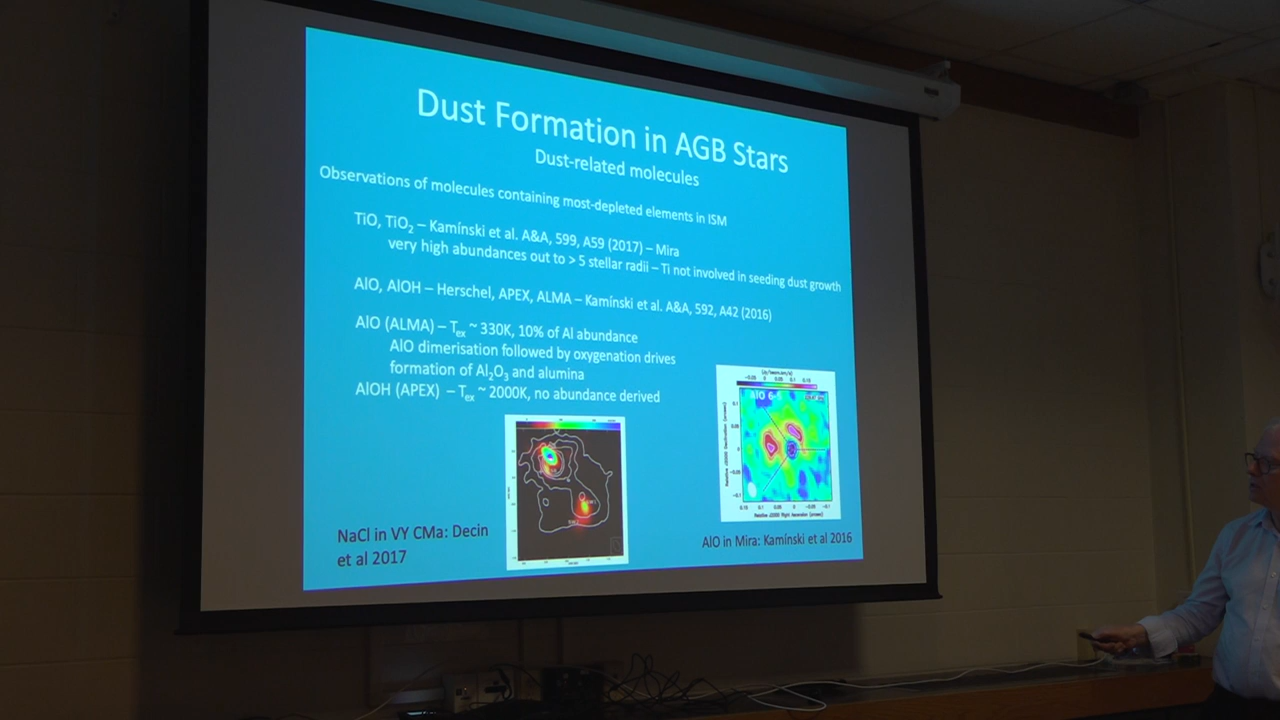 Dust Formation in AGB Stars
Dust-related molecules
Observations of molecules containing most-depleted elements in ISM
TiO, TiO2 – Kamínski et al. A&A, 599, A59 (2017) – Mira
very high abundances out to > 5 stellar radii – Ti not involved in seeding dust growth
AlO, AlOH – Herschel, APEX, ALMA – Kamínski et al. A&A, 592, A42 (2016)
AlO (ALMA) – Tex ~ 330K, 10% of Al abundance
AlO dimerisation followed by oxygenation drives
formation of Al2O3 and alumina
AlOH (APEX) – Tex ~ 2000K, no abundance derived
AlO 6-
Relative J2000 Right Ascension (arcsec)
NaCl in VY CMa: Decin
et al 2017
AlO in Mira: Kamínski et al 2016